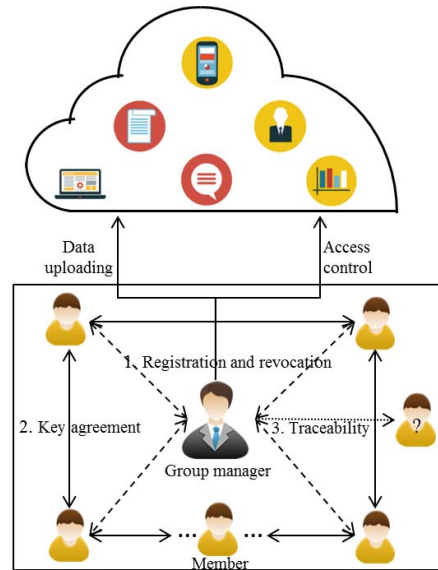 Data
uploading
Access
control
1. Registration and revocation
2. Key agreement
3. Traceability
?
Group manager
...
...
Member